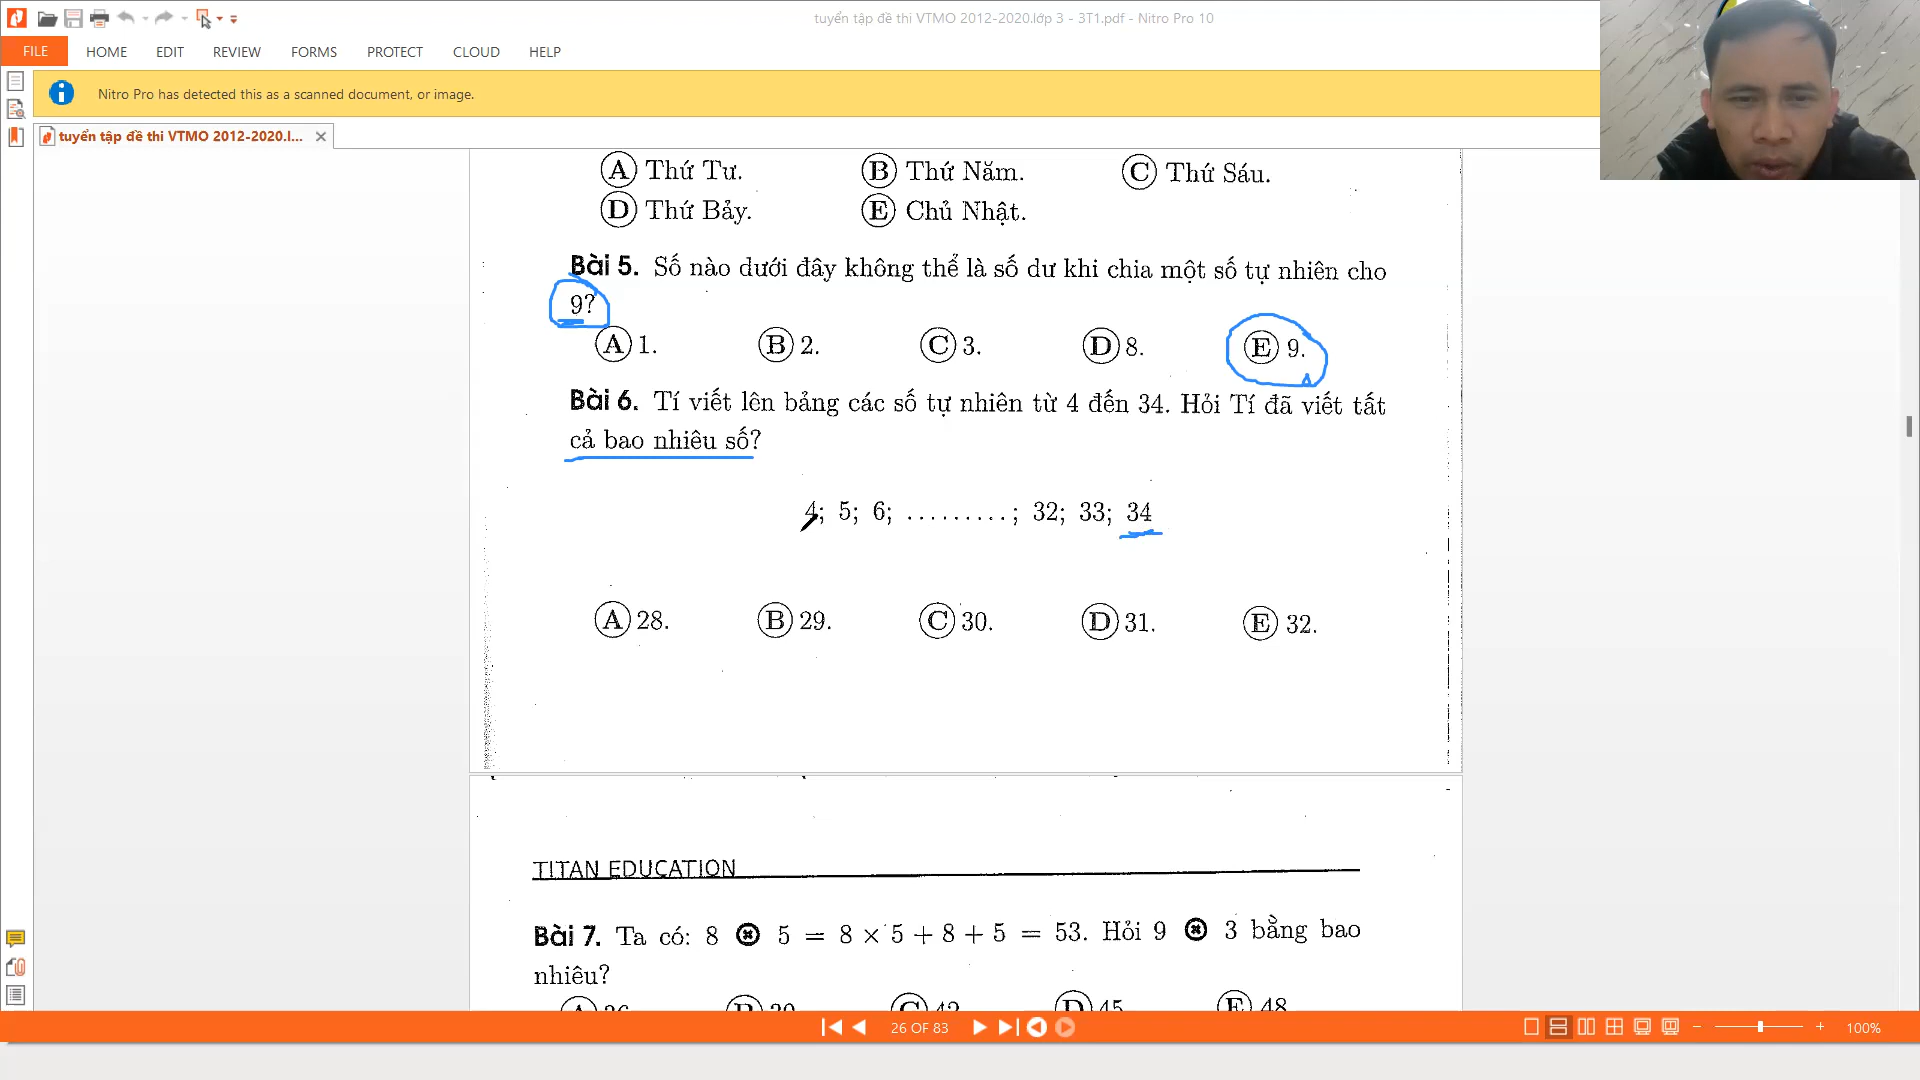 tuyển tập đề thi VTMO 2012-2020.lớp 3 - 3T1.pdf - Nitro Pro 10
FILE HOME EDIT REVIEW FORMS PROTECT CLOUD HELP
Nitro Pro has detected this as a scanned document, or image.
tuyển tập đề thi VTMO 2012-2020.l...
A Thứ Tư. B Thứ Năm. C Thứ Sáu.
D Thứ Bảy. E Chủ Nhật.
Bài 5. Số nào dưới đây không thể là số dư khi chia một số tự nhiên cho
9?
A 1. B 2. C 3. D 8. E 9.
Bài 6. Tí viết lên bảng các số tự nhiên từ 4 đến 34. Hỏi Tí đã viết tất
cả bao nhiêu số?
4; 5; 6; .........; 32; 33; 34
A 28. B 29. C 30. D 31. E 32.
TITAN EDUCATION
Bài 7. Ta có: 8 ⊛ 5 = 8 × 5 + 8 + 5 = 53. Hỏi 9 ⊛ 3 bằng bao
nhiêu?
D 45 E 48
26 OF 83
100%